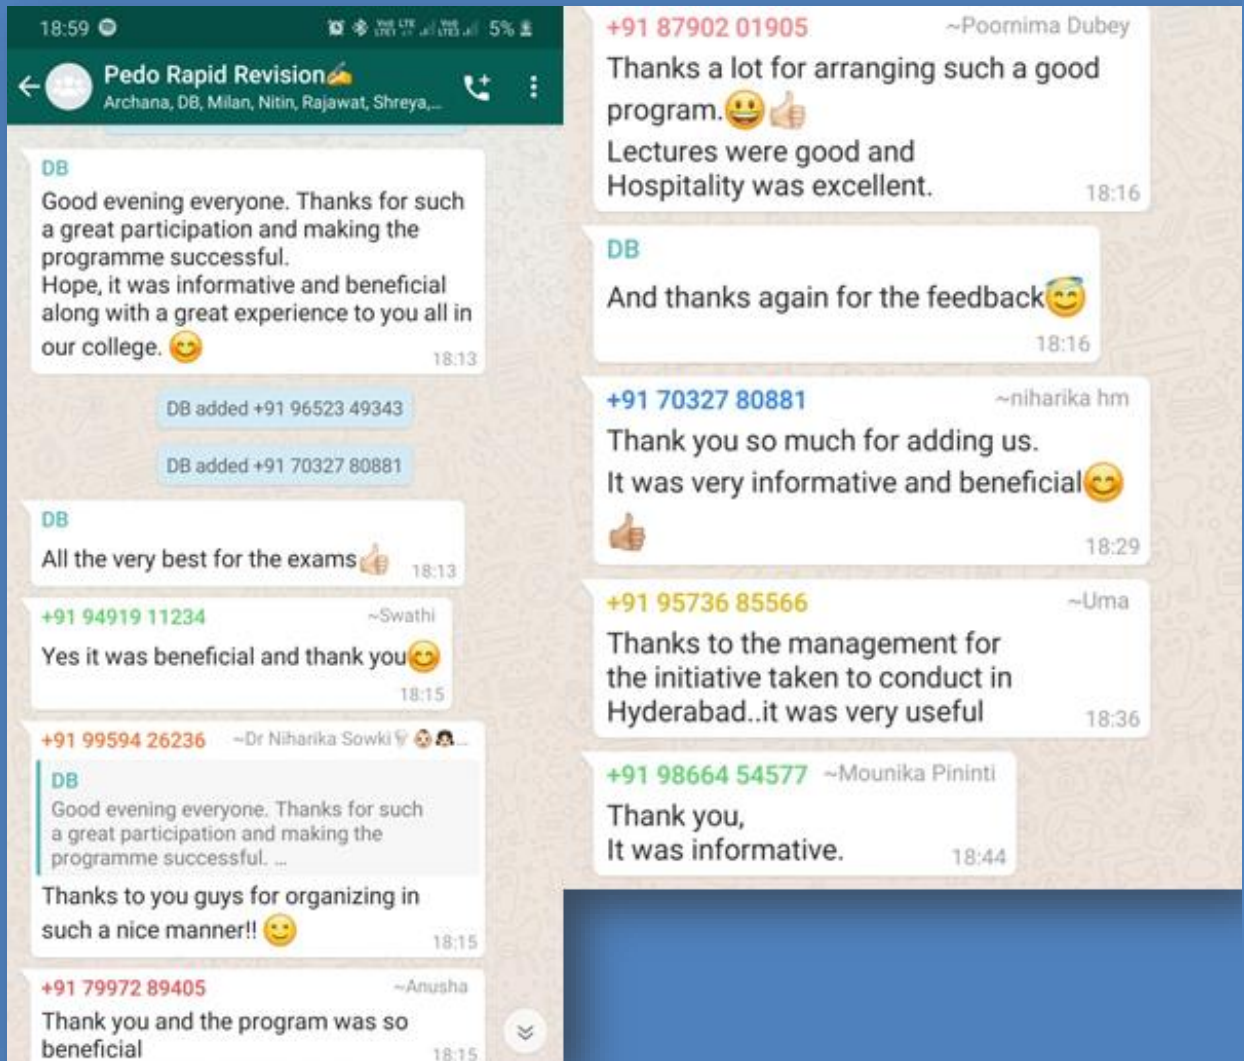 18:59
5%
Pedo Rapid Revision✍
Archana, DB, Milan, Nitin, Rajawat, Shreya,...
DB
Good evening everyone. Thanks for such
a great participation and making the
programme successful.
Hope, it was informative and beneficial
along with a great experience to you all in
our college. 😊
18:13
DB added +91 96523 49343
DB added +91 70327 80881
DB
All the very best for the exams👍
18:13
+91 94919 11234 ~Swathi
Yes it was beneficial and thank you😊
18:15
+91 99594 26236 ~Dr Niharika Sowki
DB
Good evening everyone. Thanks for such
a great participation and making the
programme successful. ...
Thanks to you guys for organizing in
such a nice manner!! 😊
18:15
+91 79972 89405 ~Anusha
Thank you and the program was so
beneficial
18:15
+91 87902 01905 ~Poornima Dubey
Thanks a lot for arranging such a good
program.😀👍
Lectures were good and
Hospitality was excellent.
18:16
DB
And thanks again for the feedback😇
18:16
+91 70327 80881 ~niharika hm
Thank you so much for adding us.
It was very informative and beneficial😊
👍
18:29
+91 95736 85566 ~Uma
Thanks to the management for
the initiative taken to conduct in
Hyderabad..it was very useful
18:36
+91 98664 54577 ~Mounika Pininti
Thank you,
It was informative.
18:44